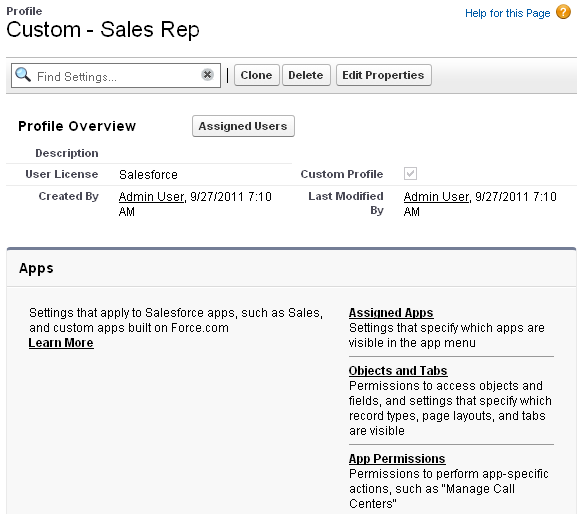 Profile
Custom - Sales Rep
Help for this Page ?
Find Settings...
Clone
Delete
Edit Properties
Profile Overview
Assigned Users
Description
User License Salesforce
Custom Profile
Created By Admin User, 9/27/2011 7:10
AM
Last Modified
By
Admin User, 9/27/2011 7:10
AM
Apps
Settings that apply to Salesforce apps, such as Sales,
and custom apps built on Force.com
Learn More
Assigned Apps
Settings that specify which apps are
visible in the app menu
Objects and Tabs
Permissions to access objects and
fields, and settings that specify which
record types, page layouts, and tabs
are visible
App Permissions
Permissions to perform app-specific
actions, such as "Manage Call
Centers"